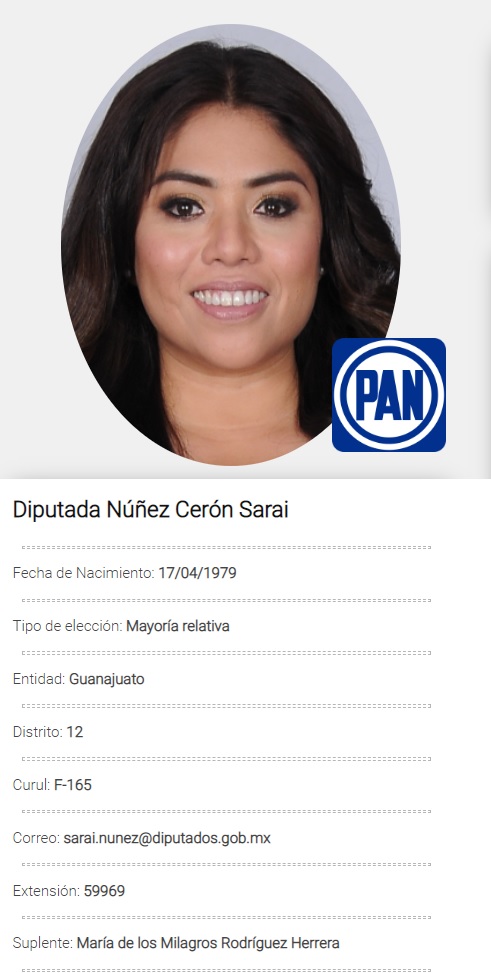 PAN
Diputada Núñez Cerón Sarai
Fecha de Nacimiento: 17/04/1979
Tipo de elección: Mayoría relativa
Entidad: Guanajuato
Distrito: 12
Curul: F-165
Correo: sarai.nunez@diputados.gob.mx
Extensión: 59969
Suplente: María de los Milagros Rodríguez Herrera